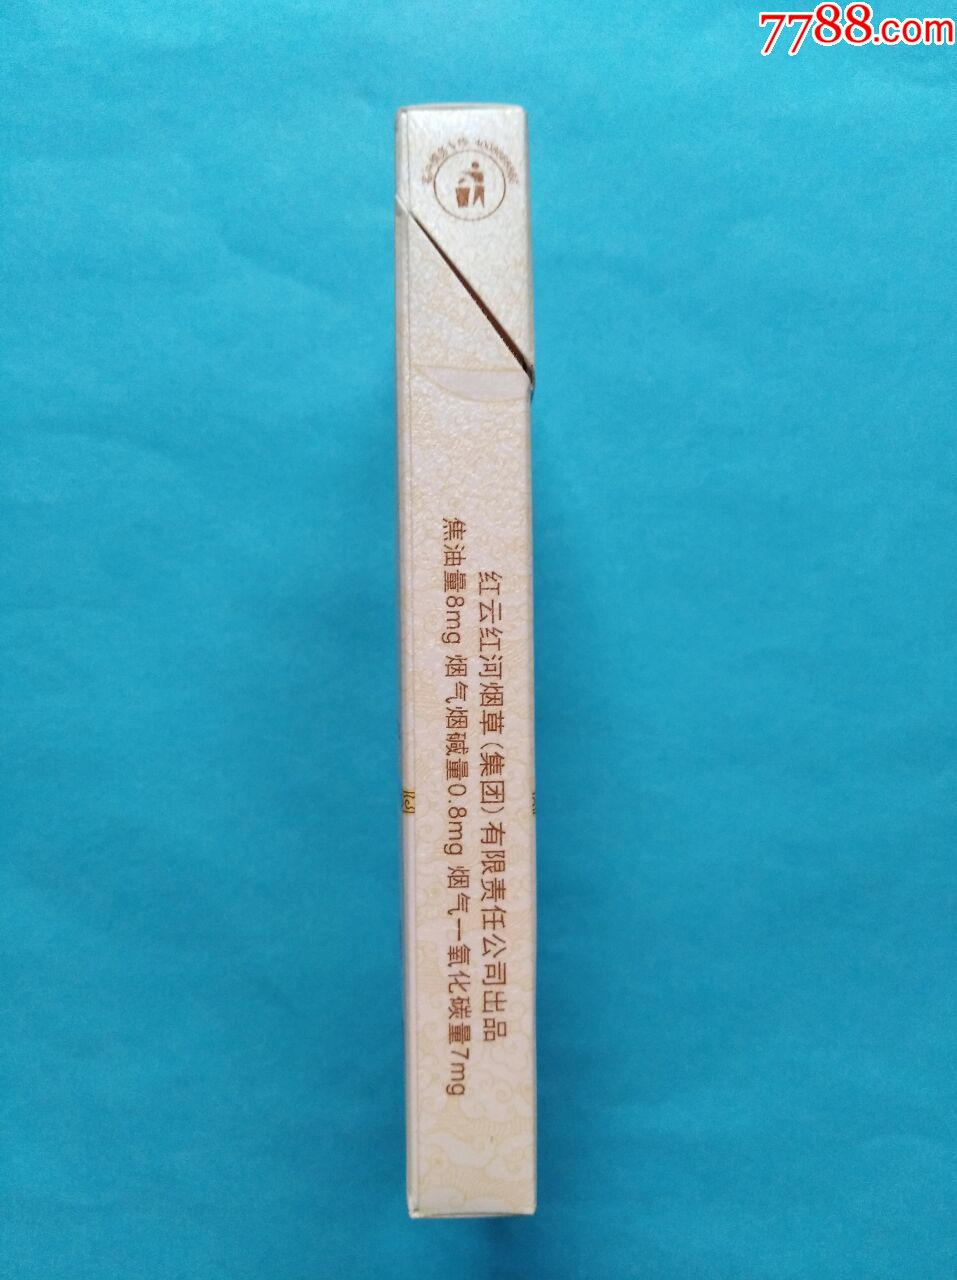 7788.com
红云红河烟草(集团)有限责任公司出品
焦油量8mg 烟气烟碱量0.8mg 烟气一氧化碳量7mg